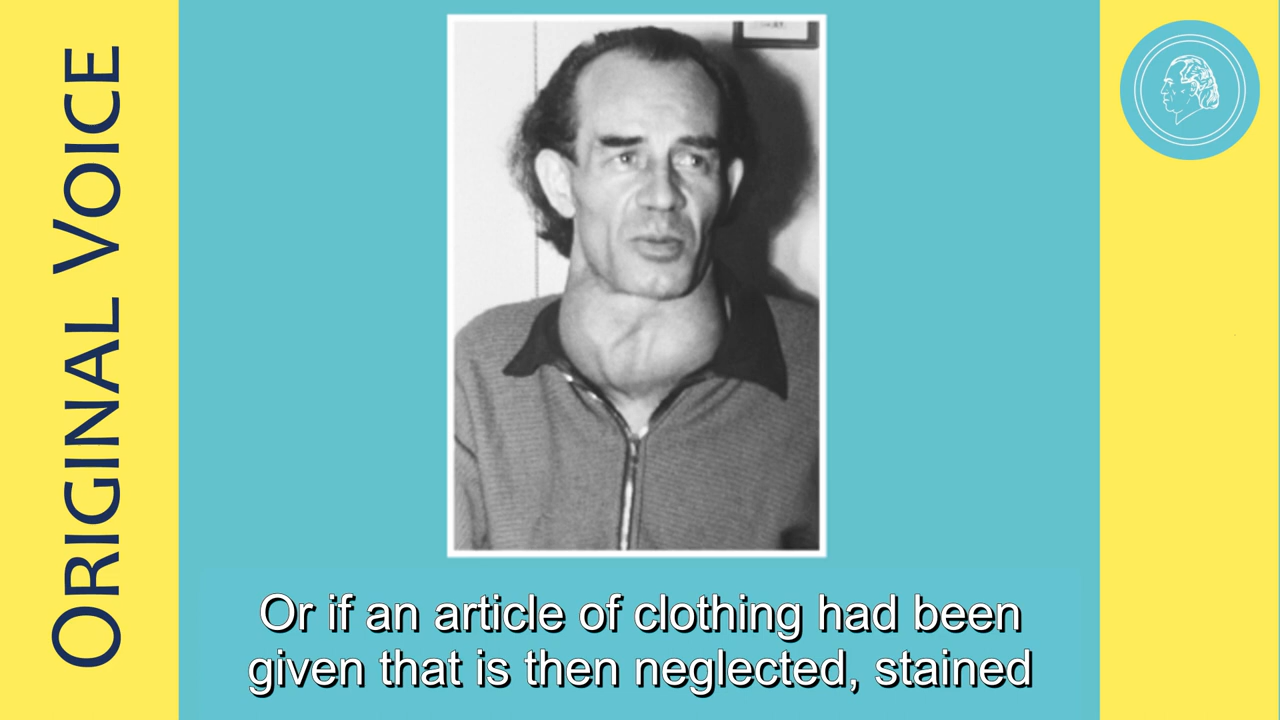 ORIGINAL VOICE
Or if an article of clothing had been
given that is then neglected, stained